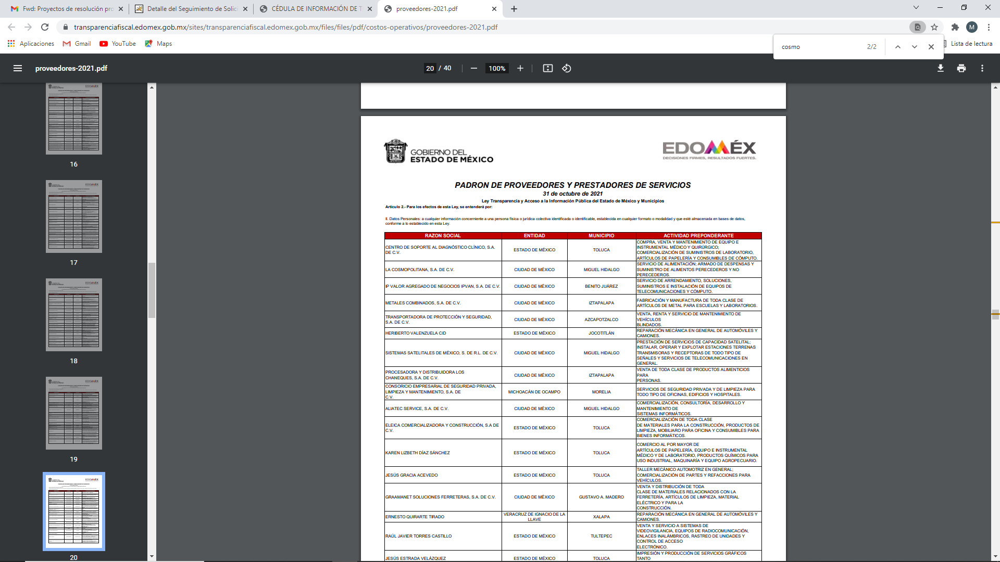 Fwd: Proyectos de resolución pro
Detalle del Seguimiento de Solici
CÉDULA DE INFORMACIÓN DE T
proveedores-2021.pdf
transparenciafiscal.edomex.gob.mx/sites/transparenciafiscal.edomex.gob.mx/files/files/pdf/costos-operativos/proveedores-2021.pdf
M
Aplicaciones
Gmail
YouTube
Maps
cosmo
2/2
Lista de lectura
proveedores-2021.pdf
20 / 40
100%
16
17
18
19
20
GOBIERNO DEL
ESTADO DE MÉXICO
EDOMÉX
DECISIONES FIRMES, RESULTADOS FUERTES.
PADRON DE PROVEEDORES Y PRESTADORES DE SERVICIOS
31 de octubre de 2021
Ley Transparencia y Acceso a la Información Pública del Estado de México y Municipios
Artículo 2.- Para los efectos de esta Ley, se entenderá por:
II. Datos Personales: a cualquier información concerniente a una persona física o jurídica colectiva identificada o identificable, establecida en cualquier formato o modalidad y que esté almacenada en bases de datos,
conforme a lo establecido en esta Ley.
RAZON SOCIAL ENTIDAD MUNICIPIO ACTIVIDAD PREPONDERANTE
CENTRO DE SOPORTE AL DIAGNÓSTICO CLÍNICO, S.A.
DE C.V.
ESTADO DE MÉXICO
TOLUCA
COMPRA, VENTA Y MANTENIMIENTO DE EQUIPO E
INSTRUMENTAL MÉDICO Y QUIRÚRGICO;
COMERCIALIZACIÓN DE SUMINISTROS DE LABORATORIO,
ARTÍCULOS DE PAPELERÍA Y CONSUMIBLES DE CÓMPUTO.
LA COSMOPOLITANA, S.A. DE C.V.
CIUDAD DE MÉXICO
MIGUEL HIDALGO
SERVICIO DE ALIMENTACIÓN; ARMADO DE DESPENSAS Y
SUMINISTRO DE ALIMENTOS PERECEDEROS Y NO
PERECEDEROS.
IP VALOR AGREGADO DE NEGOCIOS IPVAN, S.A. DE C.V.
CIUDAD DE MÉXICO
BENITO JUÁREZ
SERVICIO DE ARRENDAMIENTO, SOLUCIONES,
SUMINISTROS E INSTALACIÓN DE EQUIPOS DE
TELECOMUNICACIONES Y CÓMPUTO.
METALES COMBINADOS, S.A. DE C.V.
CIUDAD DE MÉXICO
IZTAPALAPA
FABRICACIÓN Y MANUFACTURA DE TODA CLASE DE
ARTÍCULOS DE METAL PARA ESCUELAS Y LABORATORIOS.
TRANSPORTADORA DE PROTECCIÓN Y SEGURIDAD,
S.A. DE C.V.
CIUDAD DE MÉXICO
AZCAPOTZALCO
VENTA, RENTA Y SERVICIO DE MANTENIMIENTO DE
VEHÍCULOS
BLINDADOS.
HERIBERTO VALENZUELA CID
ESTADO DE MÉXICO
JOCOTITLÁN
REPARACIÓN MECÁNICA EN GENERAL DE AUTOMÓVILES Y
CAMIONES.
SISTEMAS SATELITALES DE MÉXICO, S. DE R.L. DE C.V.
CIUDAD DE MÉXICO
MIGUEL HIDALGO
PRESTACIÓN DE SERVICIOS DE CAPACIDAD SATELITAL;
INSTALAR, OPERAR Y EXPLOTAR ESTACIONES TERRENAS
TRANSMISORAS Y RECEPTORAS DE TODO TIPO DE
SEÑALES Y SERVICIOS DE TELECOMUNICACIONES EN
GENERAL.
PROCESADORA Y DISTRIBUIDORA LOS
CHANEQUES, S.A. DE C.V.
CIUDAD DE MÉXICO
IZTAPALAPA
VENTA DE TODA CLASE DE PRODUCTOS ALIMENTICIOS
PARA
PERSONAS.
CONSORICIO EMPRESARIAL DE SEGURIDAD PRIVADA,
LIMPIEZA Y MANTENIMIENTO, S.A. DE
C.V.
MICHOACÁN DE OCAMPO
MORELIA
SERVICIOS DE SEGURIDAD PRIVADA Y DE LIMPIEZA PARA
TODO TIPO DE OFICINAS, EDIFICIOS Y HOSPITALES.
ALIATEC SERVICE, S.A. DE C.V.
CIUDAD DE MÉXICO
MIGUEL HIDALGO
COMERCIALIZACIÓN, CONSULTORÍA, DESARROLLO Y
MANTENIMIENTO DE
SISTEMAS INFORMÁTICOS.
ELEICA COMERCIALIZADORA Y CONSTRUCCIÓN, S.A DE
C.V.
ESTADO DE MÉXICO
TOLUCA
COMERCIALIZACIÓN DE TODA CLASE
DE MATERIALES PARA LA CONSTRUCCIÓN, PRODUCTOS DE
LIMPIEZA, MOBILIARO PARA OFICINA Y CONSUMIBLES PARA
BIENES INFORMÁTICOS.
KAREN LIZBETH DÍAZ SÁNCHEZ
ESTADO DE MÉXICO
TOLUCA
COMERCIO AL POR MAYOR DE
ARTÍCULOS DE PAPELERÍA, EQUIPO E INSTRUMENTAL
MÉDICO Y DE LABORATORIO, PRODUCTOS QUÍMICOS PARA
USO INDUSTRIAL, MAQUINARÍA Y EQUIPO AGROPECUARIO.
JESÚS GRACIA ACEVEDO
ESTADO DE MÉXICO
TOLUCA
TALLER MECÁNICO AUTOMOTRIZ EN GENERAL;
COMERCIALIZACIÓN DE PARTES Y REFACCIONES PARA
VEHÍCULOS.
GRAAMANET SOLUCIONES FERRETERAS, S.A. DE C.V.
CIUDAD DE MÉXICO
GUSTAVO A. MADERO
VENTA Y DISTRIBUCIÓN DE TODA
CLASE DE MATERIALES RELACIONADOS CON LA
FERRETERÍA, ARTÍCULOS DE LIMPIEZA, MATERIAL
ELÉCTRICO Y PARA LA
CONSTRUCCIÓN.
ERNESTO QUIRARTE TIRADO
VERACRUZ DE IGNACIO DE LA
LLAVE
XALAPA
REPARACIÓN MECÁNICA EN GENERAL DE AUTOMÓVILES Y
CAMIONES.
RAÚL JAVIER TORRES CASTILLO
ESTADO DE MÉXICO
TULTEPEC
VENTA Y SERVICIO A SISTEMAS DE
VIDEOVIGILANCIA, EQUIPOS DE RADIOCOMUNICACIÓN,
ENLACES INALÁMBRICOS, RASTREO DE UNIDADES Y
CONTROL DE ACCESO
ELECTRÓNICO.
JESÚS ESTRADA VELÁZQUEZ
ESTADO DE MÉXICO
TOLUCA
IMPRESIÓN Y PRODUCCIÓN DE SERVICIOS GRÁFICOS
TANTO